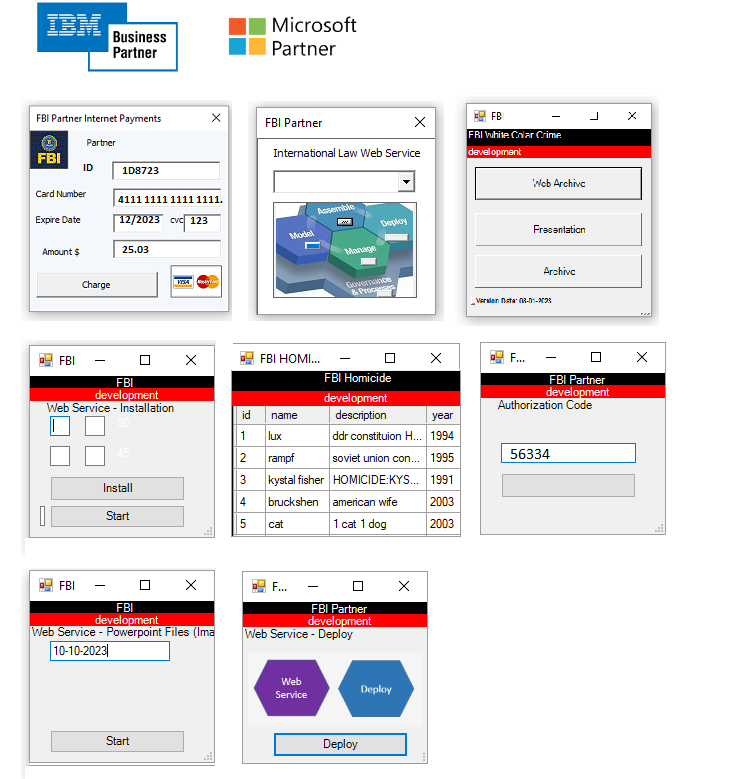 IBM
Business
Partner
Microsoft
Partner
FBI Partner Internet Payments
FBI
Partner
ID
1D8723
Card Number
4111 1111 1111 1111.
Expire Date
12/2023
cvc
123
Amount $
25.03
Charge
VISA
MasterCard
FBI Partner
International Law Web Service
Assemble
Model
Deploy
Manage
Governance
& Processes
FB
FBI White Colar Crime
development
Web Archive
Presentation
Archive
Version Date: 08-01-2023
FBI
FBI
development
Web Service - Installation
90
45
Install
Start
FBI HOMI...
FBI Homicide
development
id name description year
1 lux ddr constituion H... 1994
2 rampf soviet union con... 1995
3 kystal fisher HOMICIDE:KYS... 1991
4 bruckshen american wife 2003
5 cat 1 cat 1 dog 2003
F...
FBI Partner
development
Authorization Code
56334
FBI
FBI
development
Web Service - Powerpoint Files (Ima
10-10-2023
Start
F...
FBI Partner
development
Web Service - Deploy
Web
Service
Deploy
Deploy